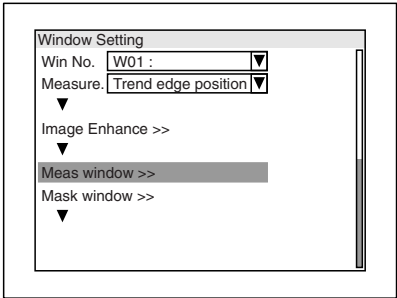 Window Setting
Win No. W01 : ▼
Measure. Trend edge position ▼
▼
Image Enhance >>
▼
Meas window >>
Mask window >>
▼